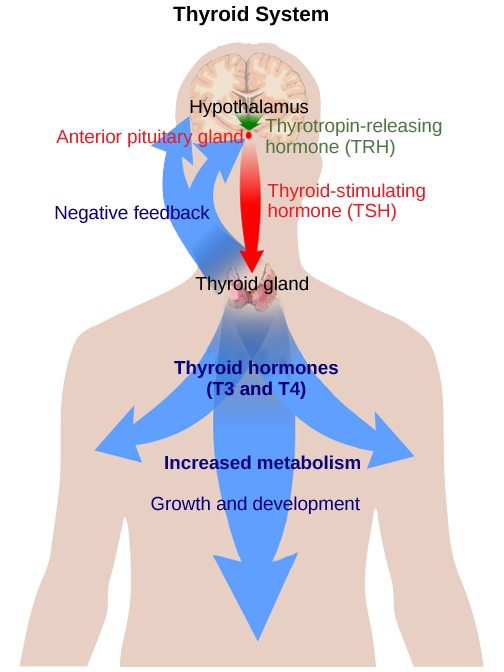 Thyroid System
Hypothalamus
Anterior pituitary gland
Thyrotropin-releasing
hormone (TRH)
Thyroid-stimulating
hormone (TSH)
Negative feedback
Thyroid gland
Thyroid hormones
(T3 and T4)
Increased metabolism
Growth and development